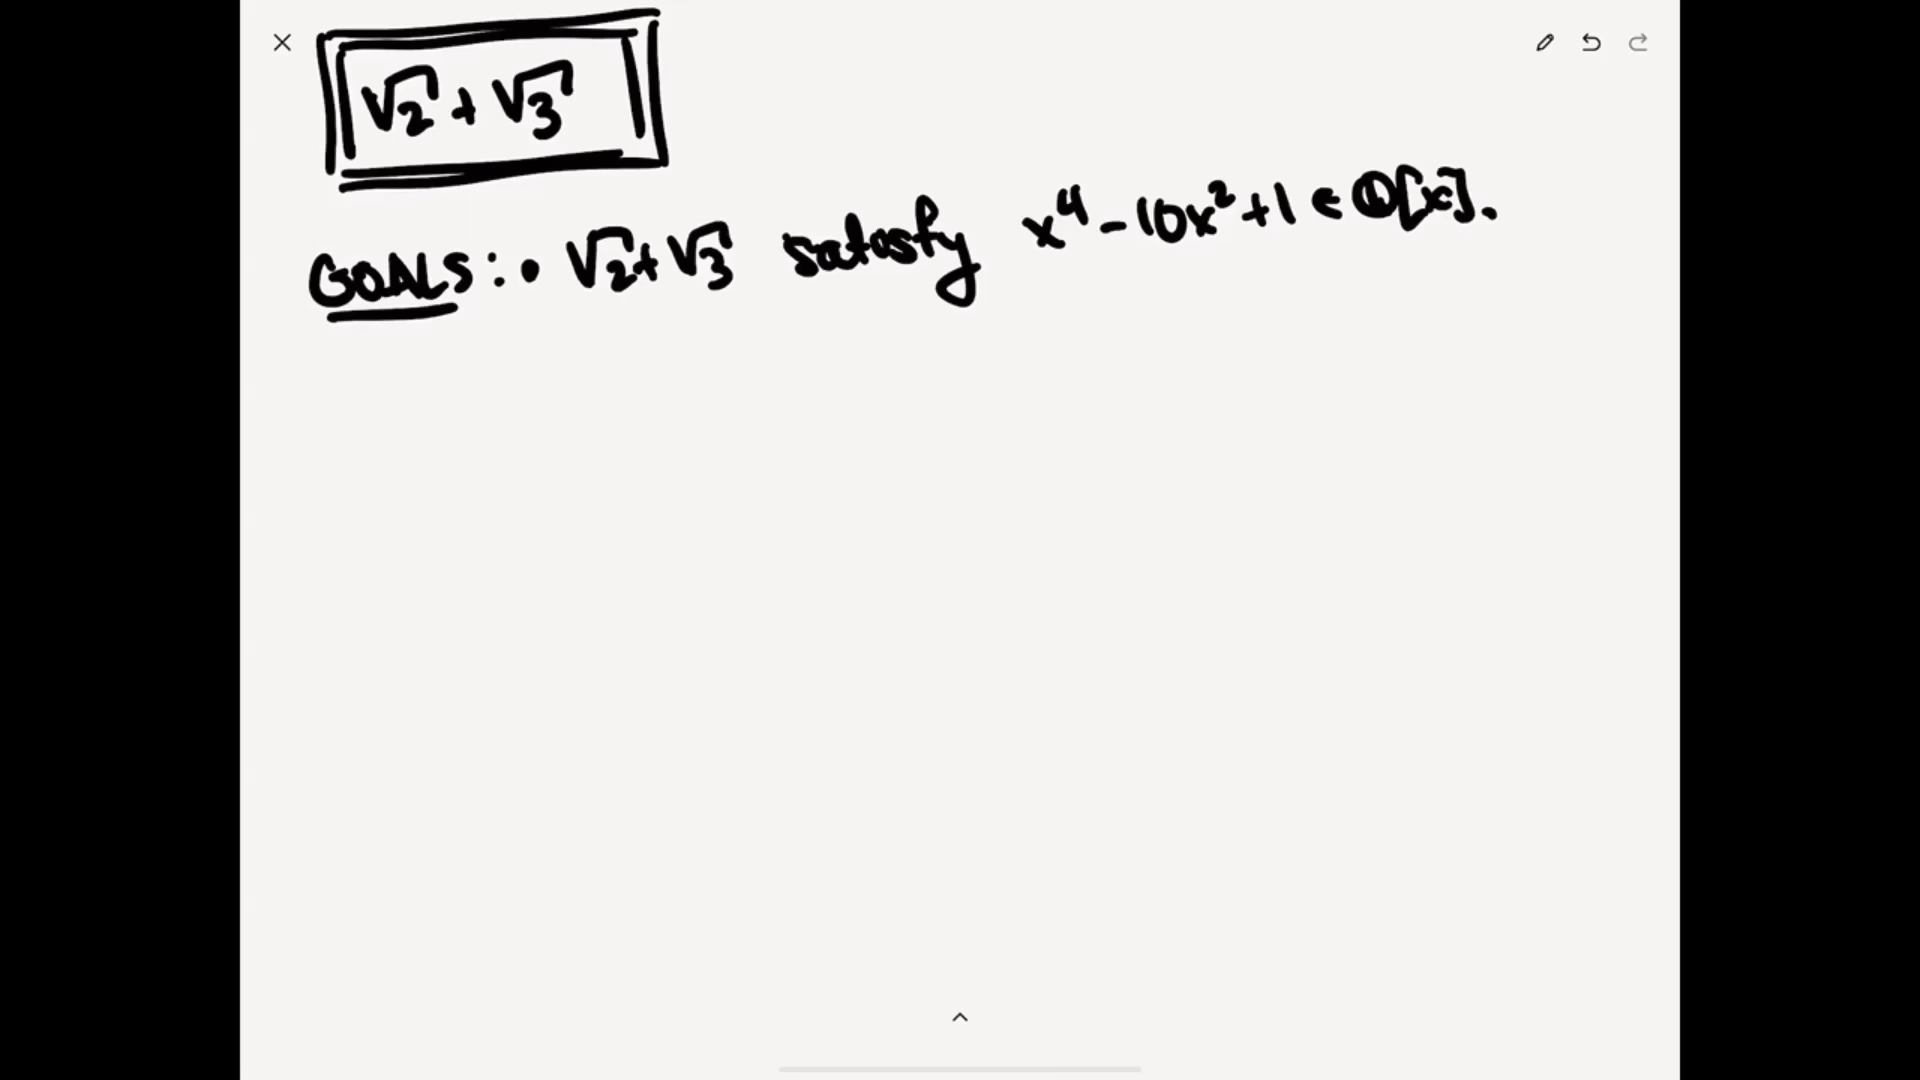 √2 + √3
GOALS : • √2 + √3 satisfy x⁴ - 10x² + 1 ∈ ℚ[x].